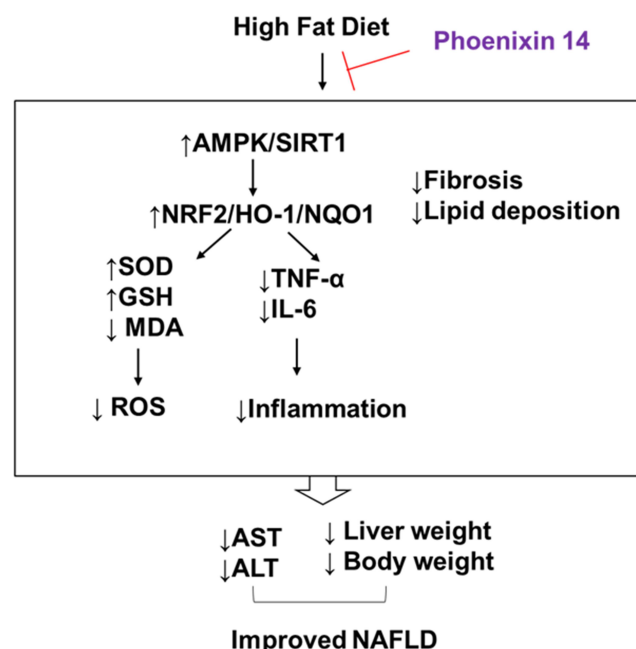 High Fat Diet
Phoenixin 14
↑AMPK/SIRT1
↑NRF2/HO-1/NQO1
↓Fibrosis
↓Lipid deposition
↑SOD
↑GSH
↓ MDA
↓TNF-α
↓IL-6
↓ ROS
↓Inflammation
↓AST
↓ALT
↓ Liver weight
↓ Body weight
Improved NAFLD